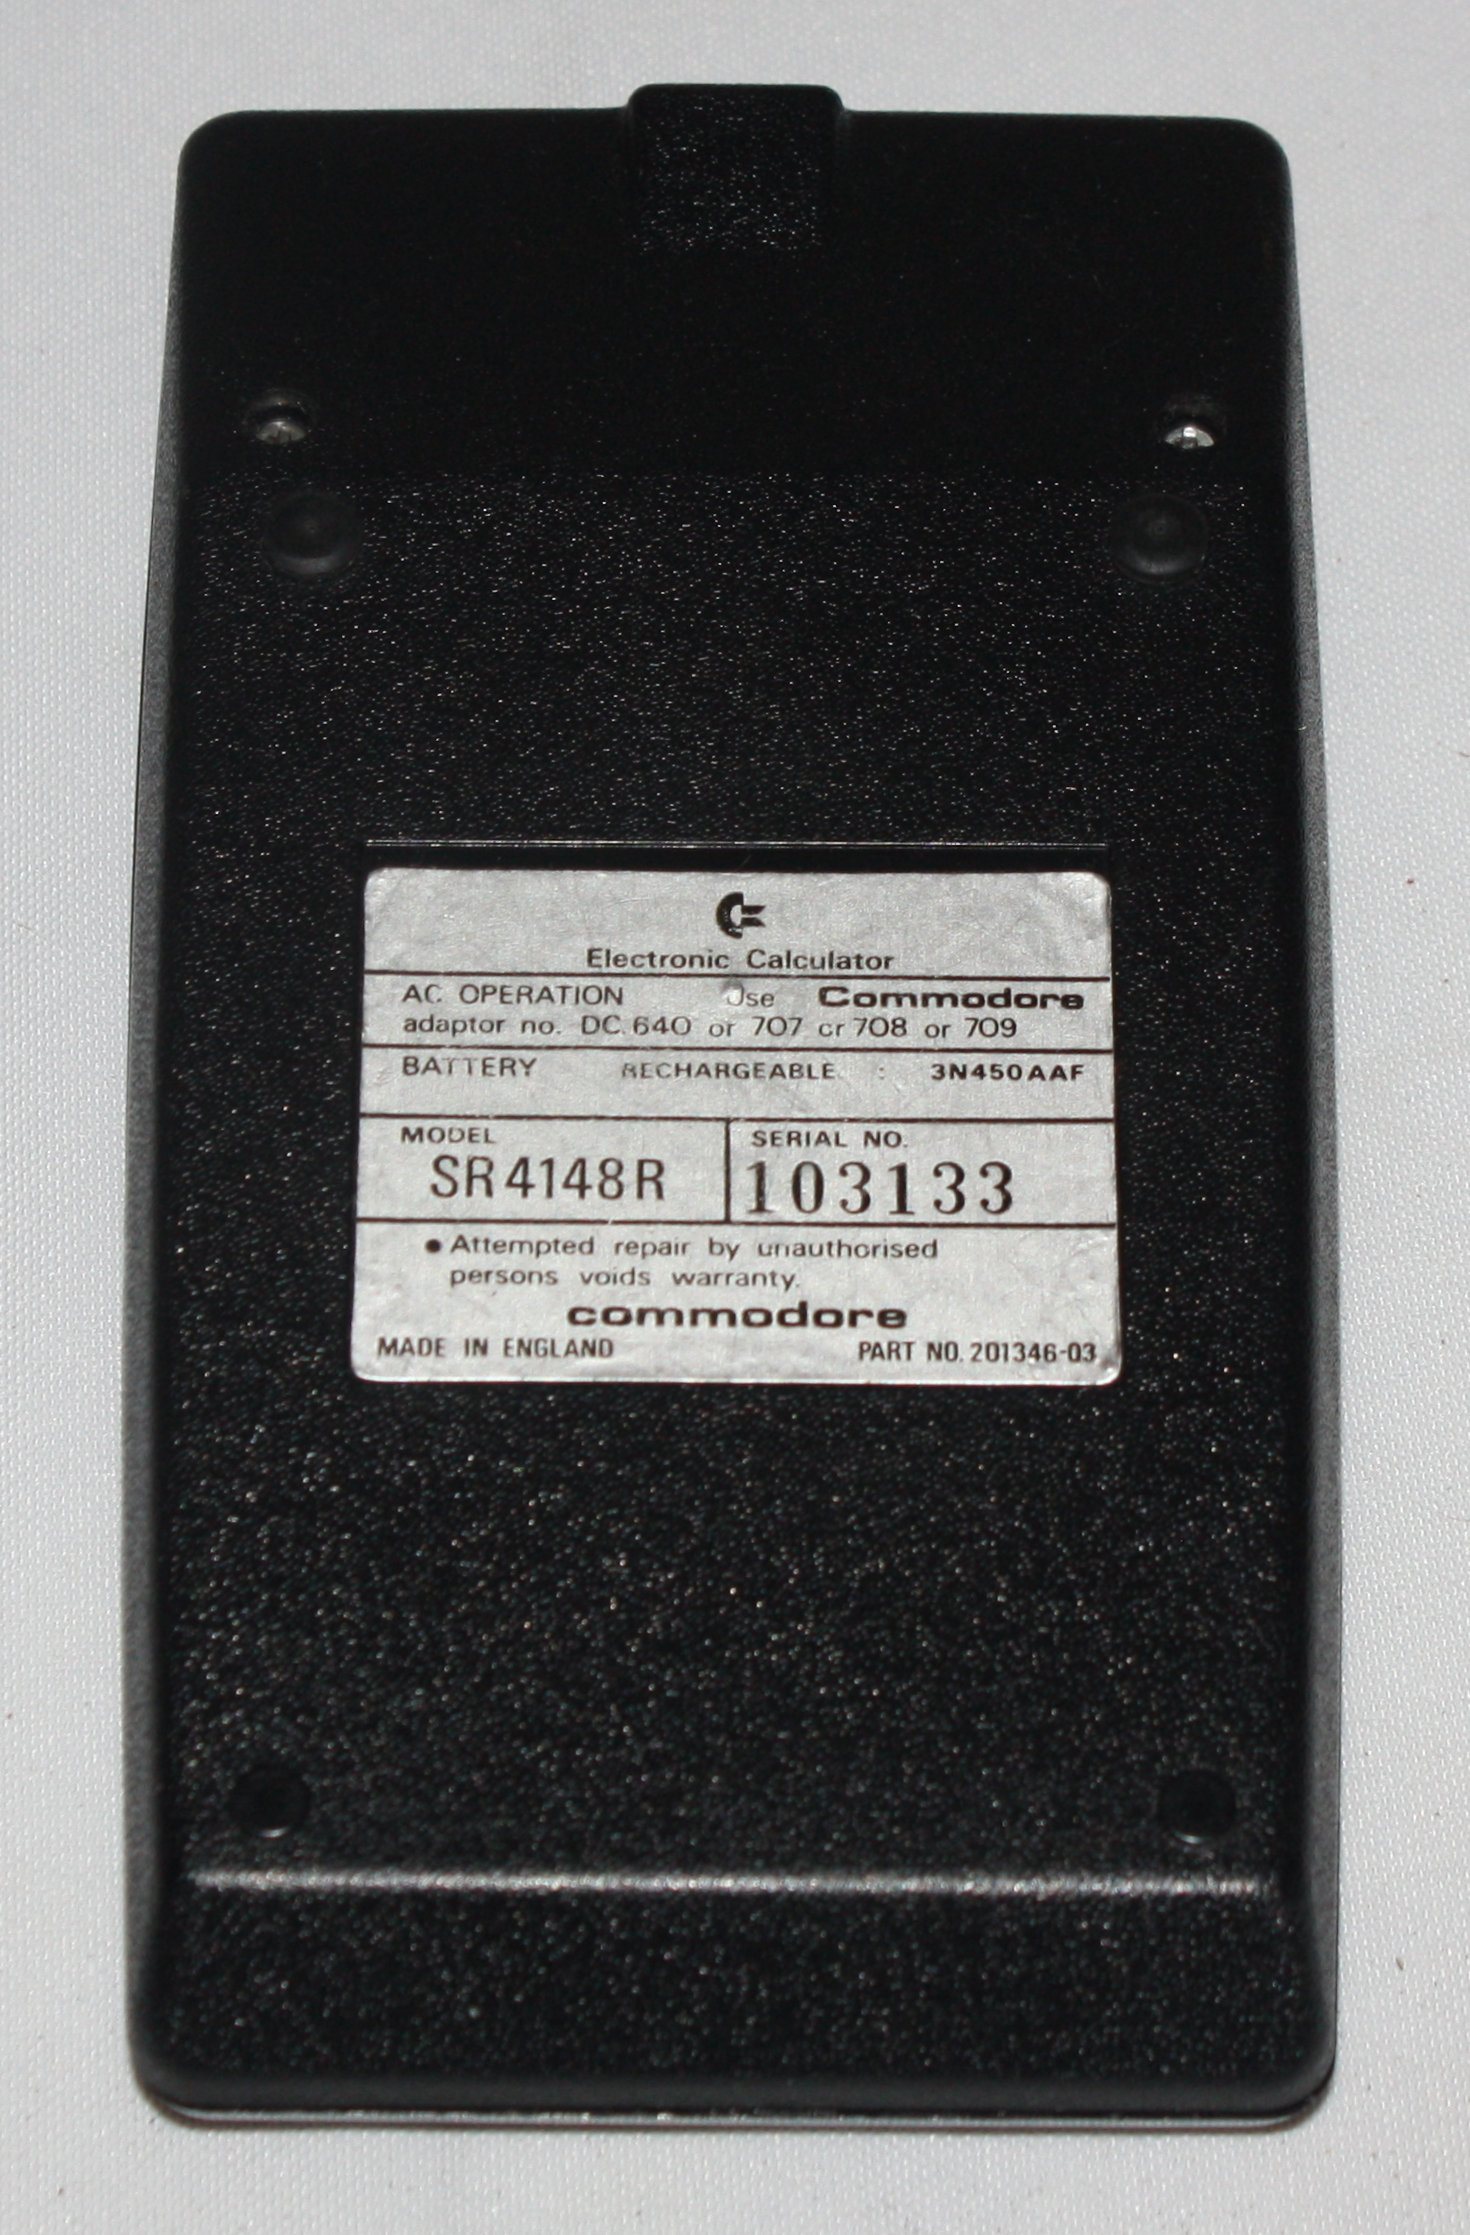 Electronic Calculator
AC OPERATION Use Commodore
adaptor no. DC.640 or 707 or 708 or 709
BATTERY RECHARGEABLE : 3N450AAF
MODEL SERIAL NO.
SR4148R 103133
• Attempted repair by unauthorised
persons voids warranty.
commodore
MADE IN ENGLAND PART NO. 201346-03